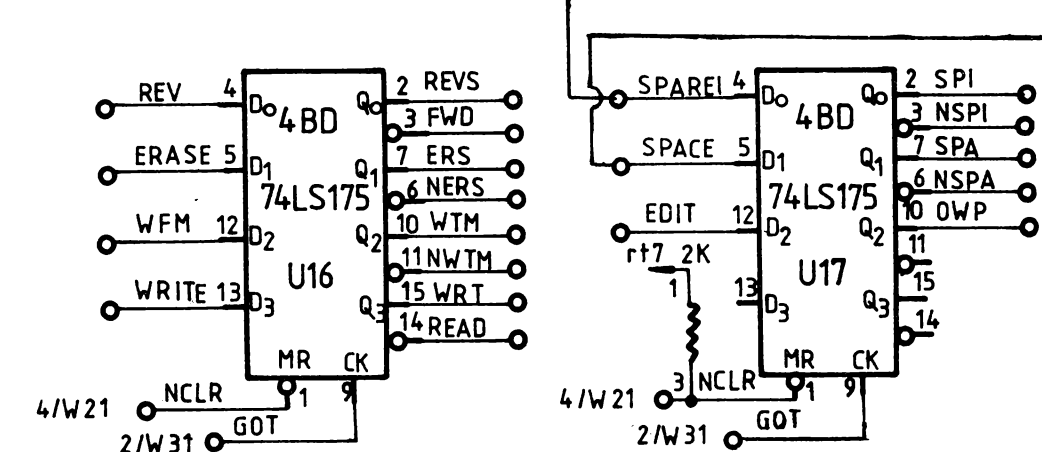 REV 4 D0 4BD Q0 2 REVS
3 FWD
ERASE 5 D1 Q1 7 ERS
74LS175 6 NERS
WFM 12 D2 Q2 10 WTM
U16 11 NWTM
WRITE 13 D3 Q3 15 WRT
14 READ
MR CK
4/W21 NCLR 1 9
2/W31 GOT
SPAREI 4 D0 4BD Q0 2 SPI
3 NSPI
SPACE 5 D1 Q1 7 SPA
74LS175 6 NSPA
EDIT 12 D2 Q2 10 OWP
rt7 2K U17 11
1 13 D3 Q3 15
14
MR CK
4/W21 3 NCLR 1 9
2/W31 GOT